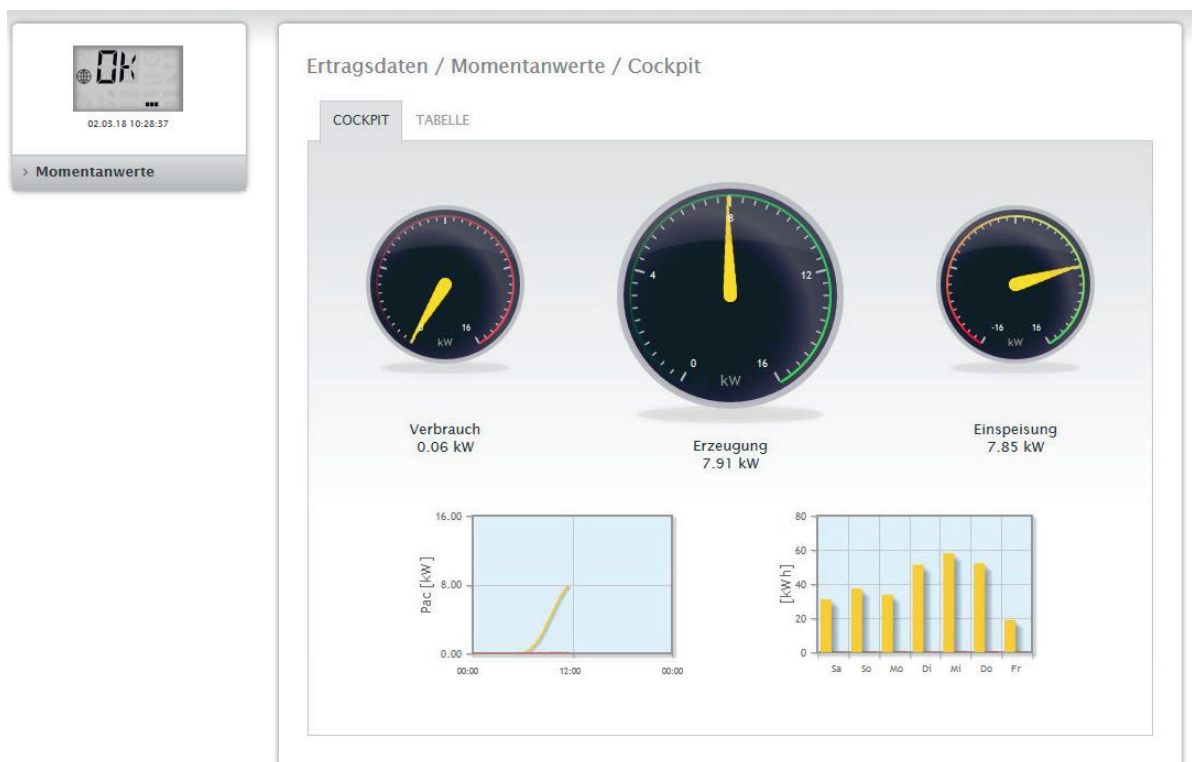 OK
02.03.18 10:28:37
› Momentanwerte
Ertragsdaten / Momentanwerte / Cockpit
COCKPIT TABELLE
0 16
kW
Verbrauch
0.06 kW
8
4 12
0 16
kW
Erzeugung
7.91 kW
-16 16
kW
Einspeisung
7.85 kW
16.00
8.00
0.00
Pac [kW]
00:00 12:00 00:00
80
60
40
20
0
[kWh]
Sa So Mo Di Mi Do Fr